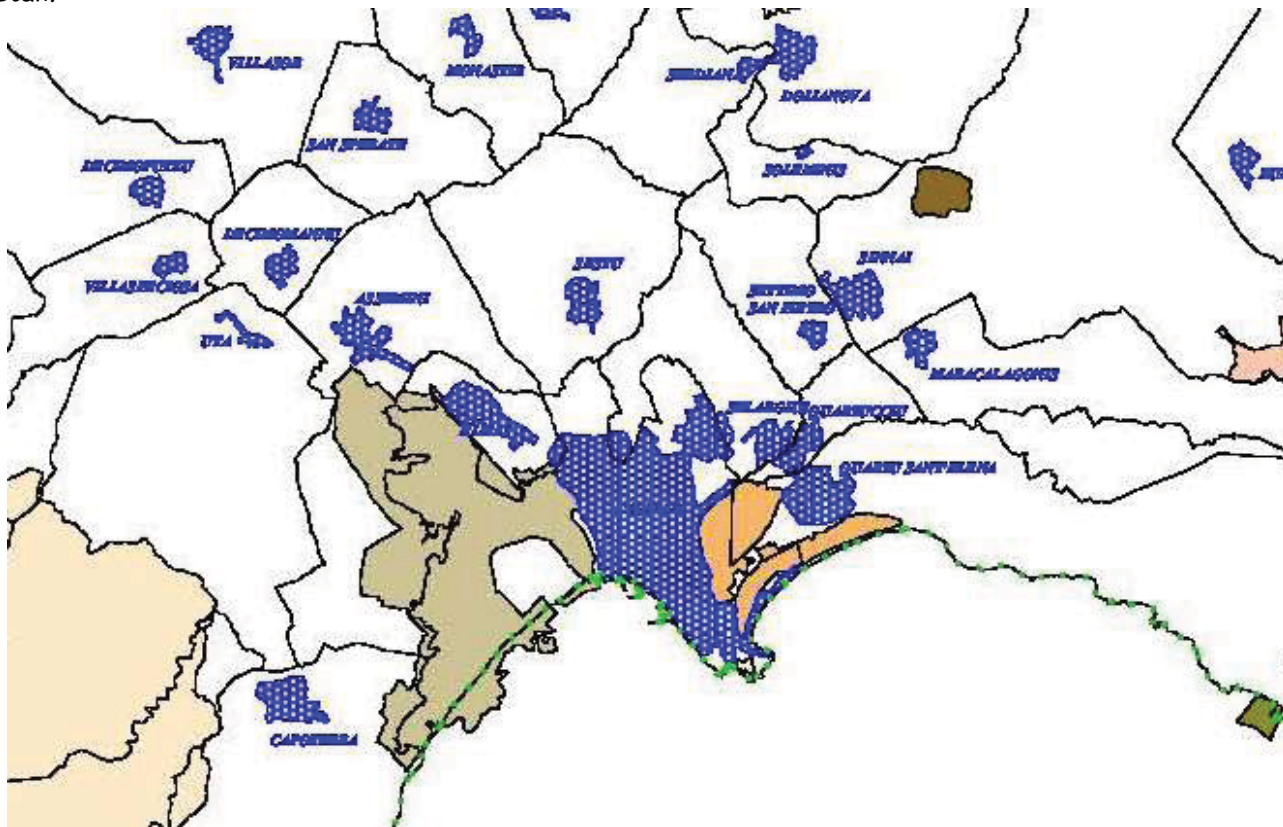 VILLASOR
MONASTIR
SERDIANA
DOLIANOVA
SAN SPERATE
DECIMOPUTZU
SOLEMINIS
DECIMOMANNU
SESTU
SINNAI
VILLASPECIOSA
ASSEMINI
SETTIMO
SAN PIETRO
UTA
MARACALAGONIS
SELARGIUS
QUARTUCCIU
QUARTU SANT'ELENA
CAPOTERRA